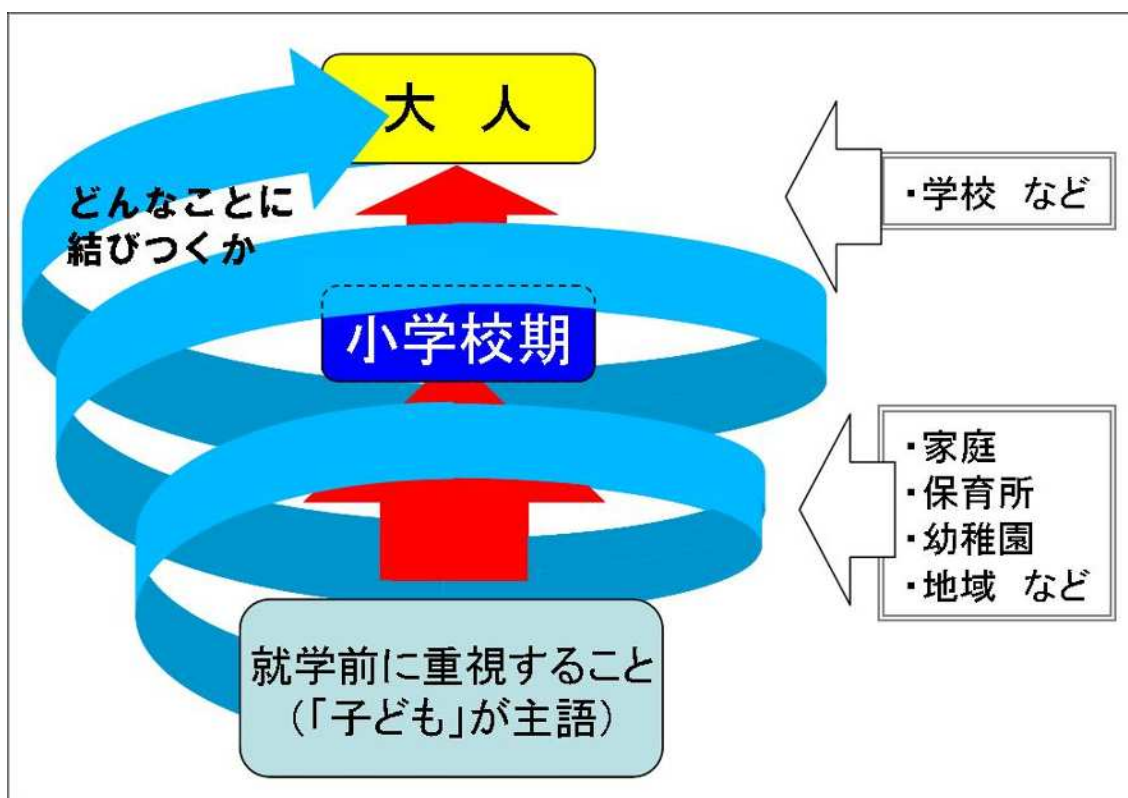 大　人
どんなことに
結びつくか
・学校　など
小学校期
・家庭
・保育所
・幼稚園
・地域　など
就学前に重視すること
（「子ども」が主語）